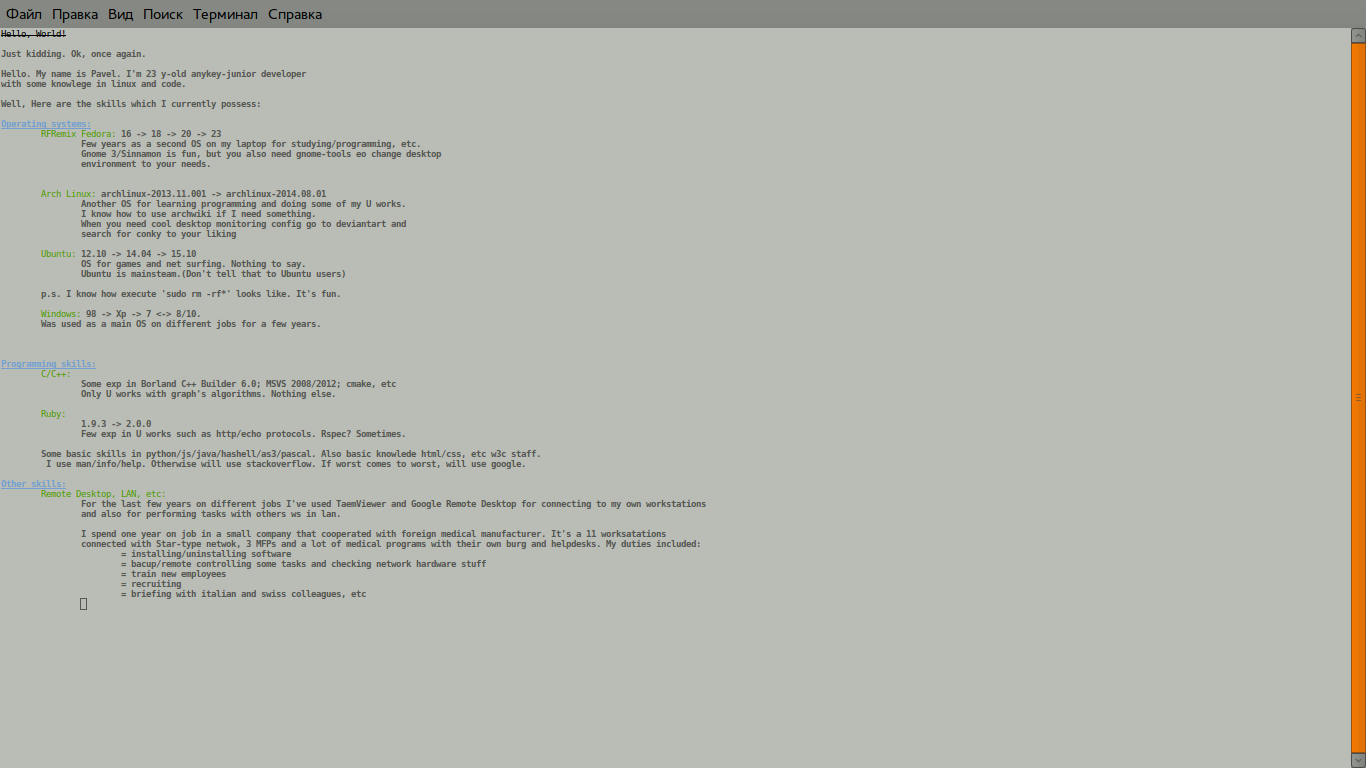 Файл Правка Вид Поиск Терминал Справка
Hello, World!
Just kidding. Ok, once again.
Hello. My name is Pavel. I'm 23 y-old anykey-junior developer
with some knowlege in linux and code.
Well, Here are the skills which I currently possess:
Operating systems:
RFRemix Fedora: 16 -> 18 -> 20 -> 23
Few years as a second OS on my laptop for studying/programming, etc.
Gnome 3/Sinnamon is fun, but you also need gnome-tools eo change desktop
environment to your needs.
Arch Linux: archlinux-2013.11.001 -> archlinux-2014.08.01
Another OS for learning programming and doing some of my U works.
I know how to use archwiki if I need something.
When you need cool desktop monitoring config go to deviantart and
search for conky to your liking
Ubuntu: 12.10 -> 14.04 -> 15.10
OS for games and net surfing. Nothing to say.
Ubuntu is mainsteam.(Don't tell that to Ubuntu users)
p.s. I know how execute 'sudo rm -rf*' looks like. It's fun.
Windows: 98 -> Xp -> 7 <-> 8/10.
Was used as a main OS on different jobs for a few years.
Programming skills:
C/C++:
Some exp in Borland C++ Builder 6.0; MSVS 2008/2012; cmake, etc
Only U works with graph's algorithms. Nothing else.
Ruby:
1.9.3 -> 2.0.0
Few exp in U works such as http/echo protocols. Rspec? Sometimes.
Some basic skills in python/js/java/hashell/as3/pascal. Also basic knowlede html/css, etc w3c staff.
I use man/info/help. Otherwise will use stackoverflow. If worst comes to worst, will use google.
Other skills:
Remote Desktop, LAN, etc:
For the last few years on different jobs I've used TaemViewer and Google Remote Desktop for connecting to my own workstations
and also for performing tasks with others ws in lan.
I spend one year on job in a small company that cooperated with foreign medical manufacturer. It's a 11 worksatations
connected with Star-type netwok, 3 MFPs and a lot of medical programs with their own burg and helpdesks. My duties included:
= installing/uninstalling software
= bacup/remote controlling some tasks and checking network hardware stuff
= train new employees
= recruiting
= briefing with italian and swiss colleagues, etc